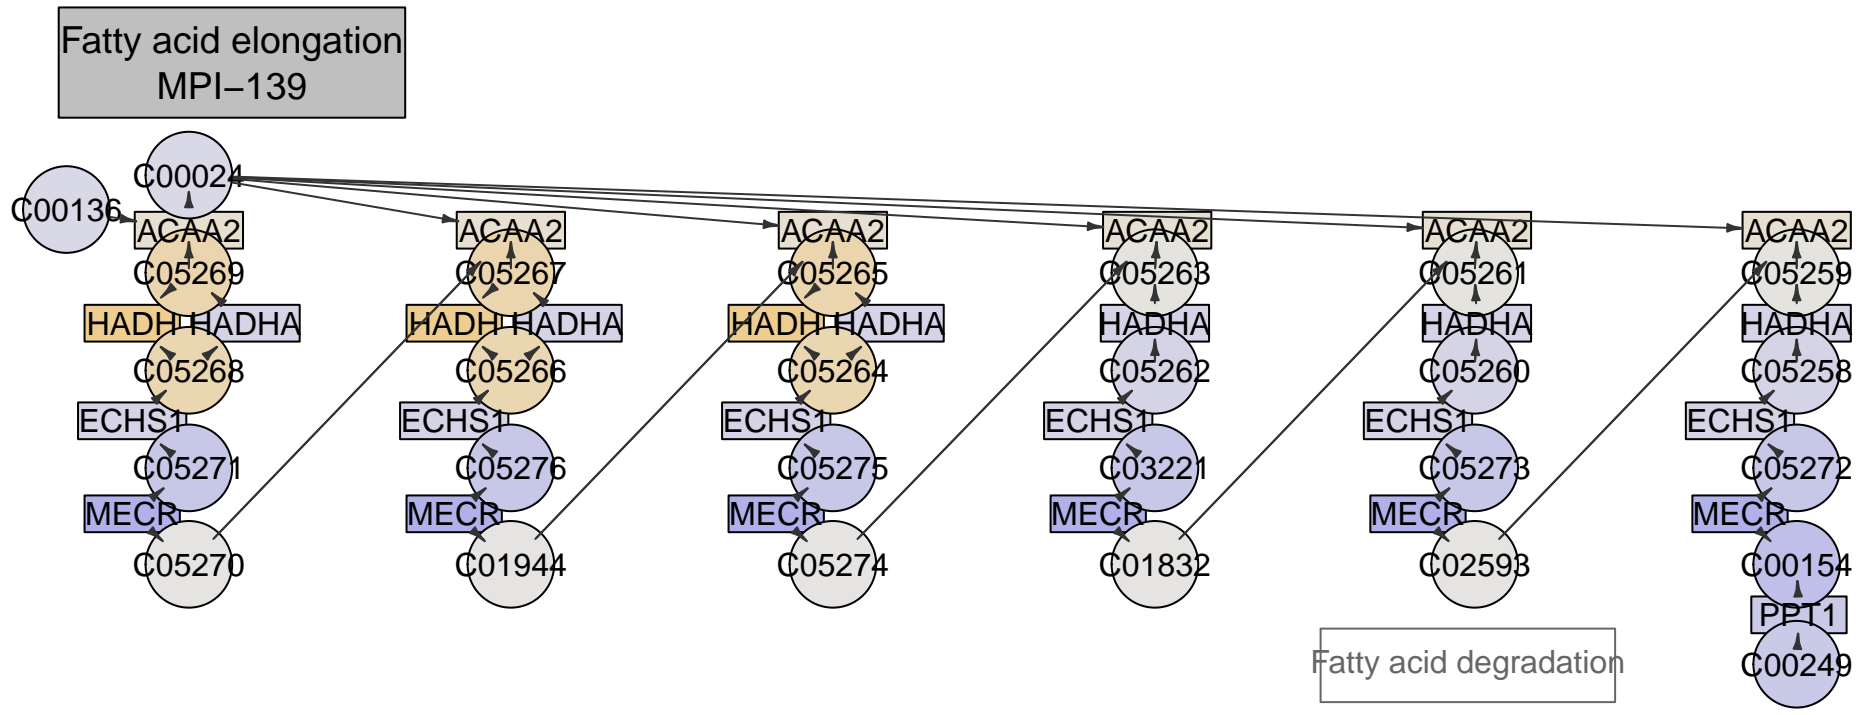 Fatty acid elongation
MPI–139
C00024
C00136
ACAA2 ACAA2 ACAA2 ACAA2 ACAA2 ACAA2
C05269 C05267 C05265 C05263 C05261 C05259
HADH HADHA HADH HADHA HADH HADHA HADHA HADHA HADHA
C05268 C05266 C05264 C05262 C05260 C05258
ECHS1 ECHS1 ECHS1 ECHS1 ECHS1 ECHS1
C05271 C05276 C05275 C03221 C05273 C05272
MECR MECR MECR MECR MECR MECR
C05270 C01944 C05274 C01832 C02593 C00154
PPT1
Fatty acid degradation C00249